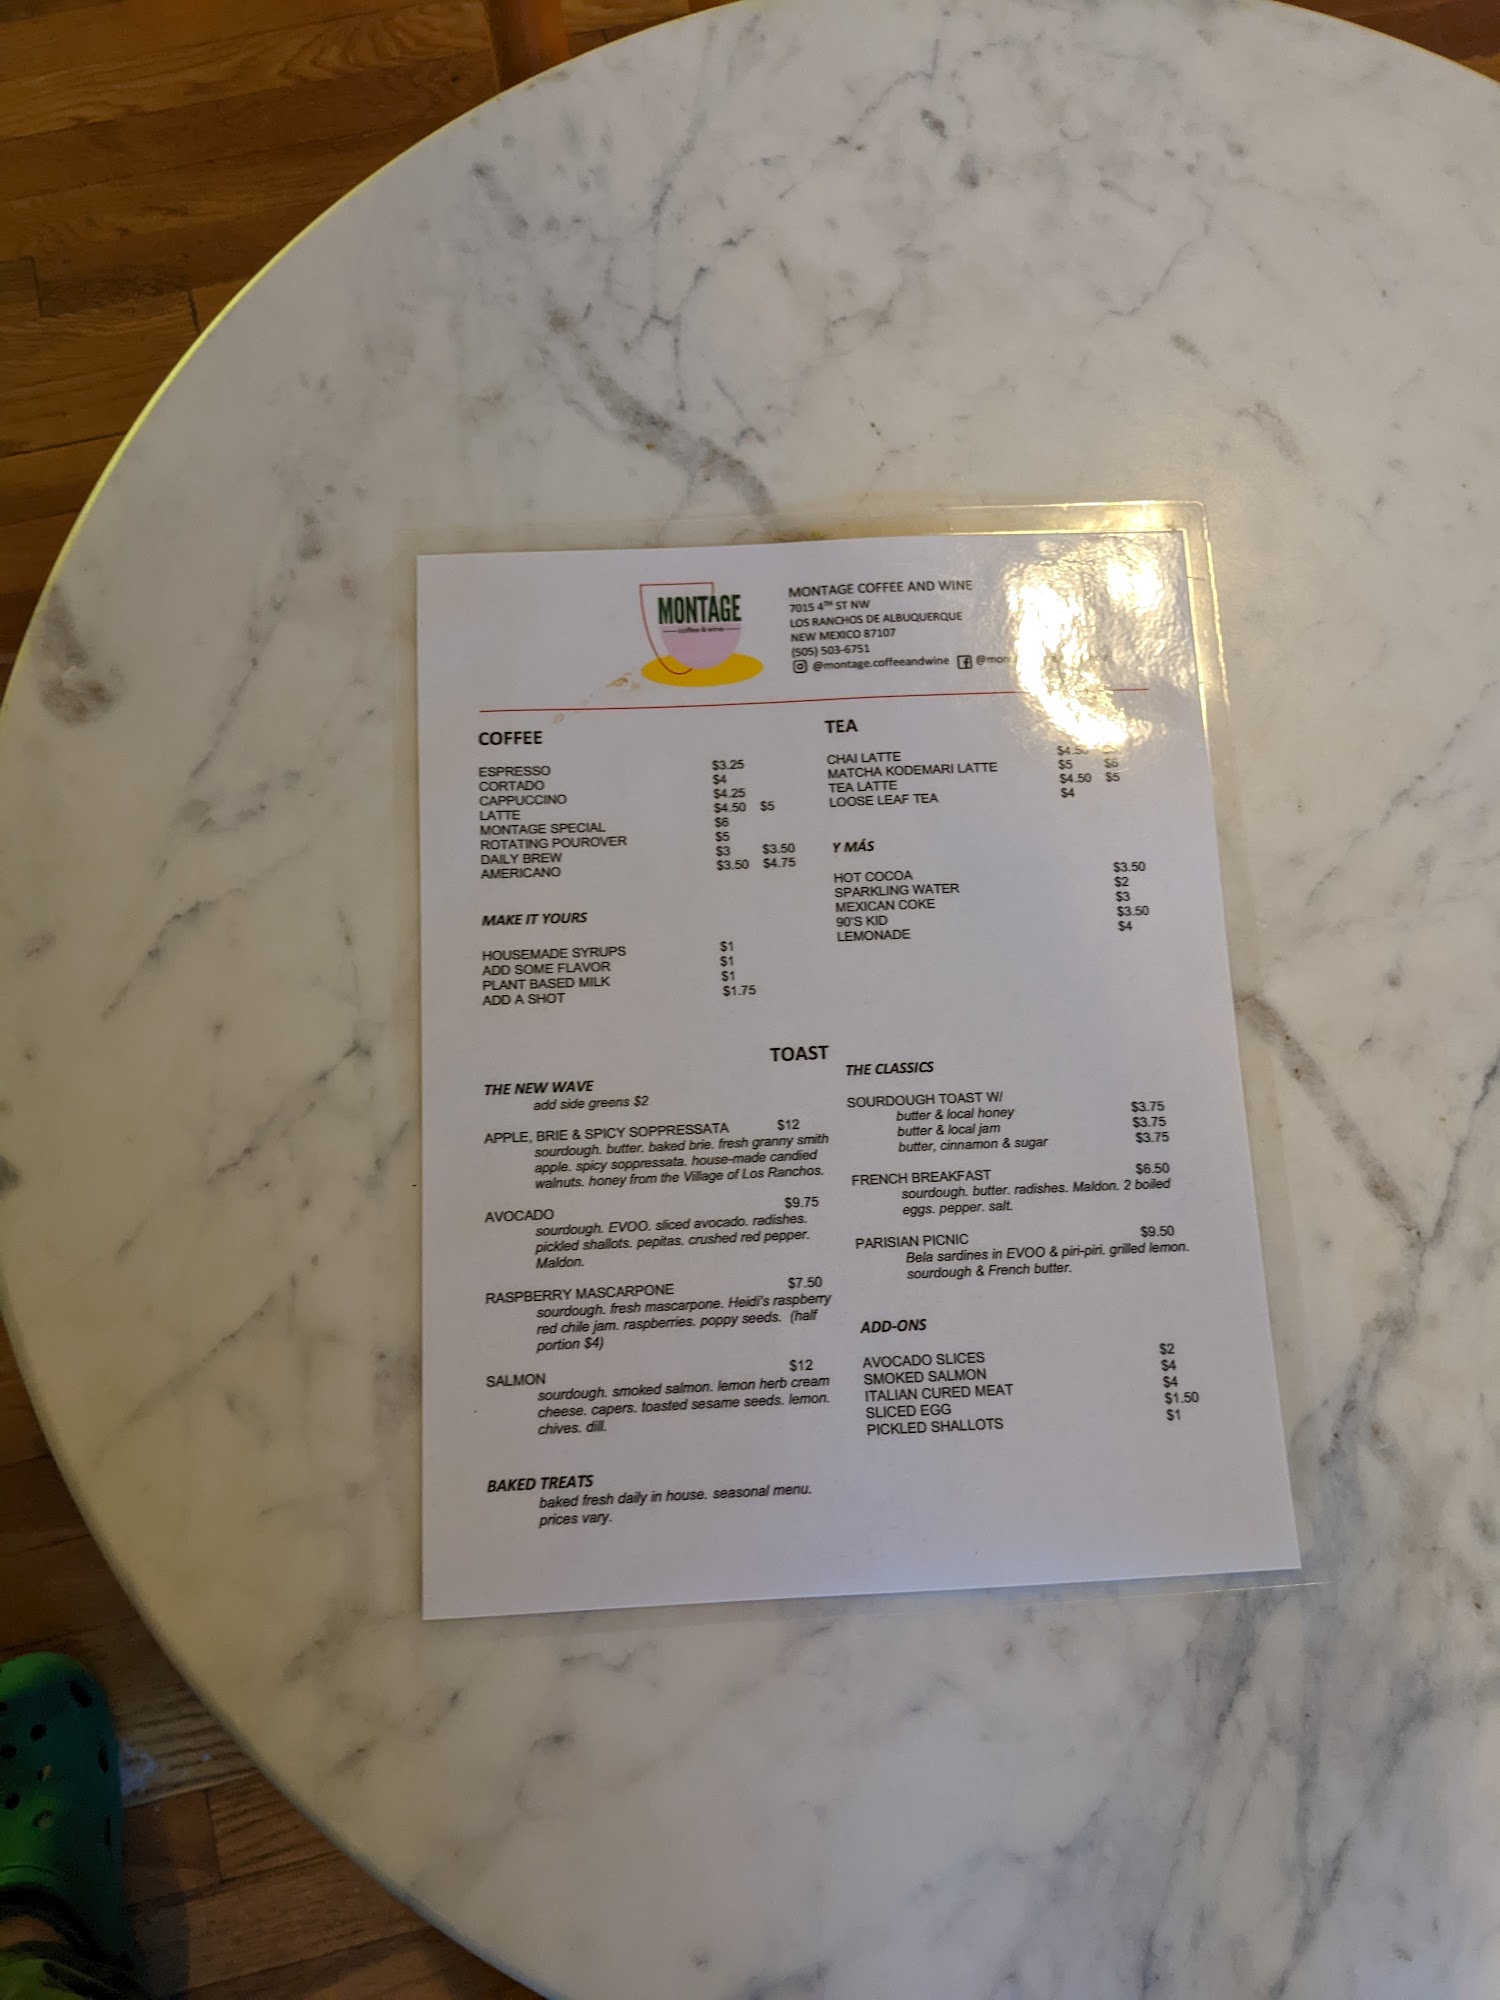 MONTAGE
coffee & wine
MONTAGE COFFEE AND WINE
7015 4TH ST NW
LOS RANCHOS DE ALBUQUERQUE
NEW MEXICO 87107
(505) 503-6751
@montage.coffeeandwine
COFFEE
ESPRESSO $3.25
CORTADO $4
CAPPUCCINO $4.25
LATTE $4.50 $5
MONTAGE SPECIAL $6
ROTATING POUROVER $5
DAILY BREW $3 $3.50
AMERICANO $3.50 $4.75
MAKE IT YOURS
HOUSEMADE SYRUPS $1
ADD SOME FLAVOR $1
PLANT BASED MILK $1
ADD A SHOT $1.75
TEA
CHAI LATTE $4.50
MATCHA KODEMARI LATTE $5 $6
TEA LATTE $4.50 $5
LOOSE LEAF TEA $4
Y MÁS
HOT COCOA $3.50
SPARKLING WATER $2
MEXICAN COKE $3
90'S KID $3.50
LEMONADE $4
TOAST
THE NEW WAVE
add side greens $2
APPLE, BRIE & SPICY SOPPRESSATA $12
sourdough. butter. baked brie. fresh granny smith
apple. spicy soppressata. house-made candied
walnuts. honey from the Village of Los Ranchos.
AVOCADO $9.75
sourdough. EVOO. sliced avocado. radishes.
pickled shallots. pepitas. crushed red pepper.
Maldon.
RASPBERRY MASCARPONE $7.50
sourdough. fresh mascarpone. Heidi's raspberry
red chile jam. raspberries. poppy seeds. (half
portion $4)
SALMON $12
sourdough. smoked salmon. lemon herb cream
cheese. capers. toasted sesame seeds. lemon.
chives. dill.
BAKED TREATS
baked fresh daily in house. seasonal menu.
prices vary.
THE CLASSICS
SOURDOUGH TOAST W/
butter & local honey $3.75
butter & local jam $3.75
butter, cinnamon & sugar $3.75
FRENCH BREAKFAST $6.50
sourdough. butter. radishes. Maldon. 2 boiled
eggs. pepper. salt.
PARISIAN PICNIC $9.50
Bela sardines in EVOO & piri-piri. grilled lemon.
sourdough & French butter.
ADD-ONS
AVOCADO SLICES $2
SMOKED SALMON $4
ITALIAN CURED MEAT $4
SLICED EGG $1.50
PICKLED SHALLOTS $1